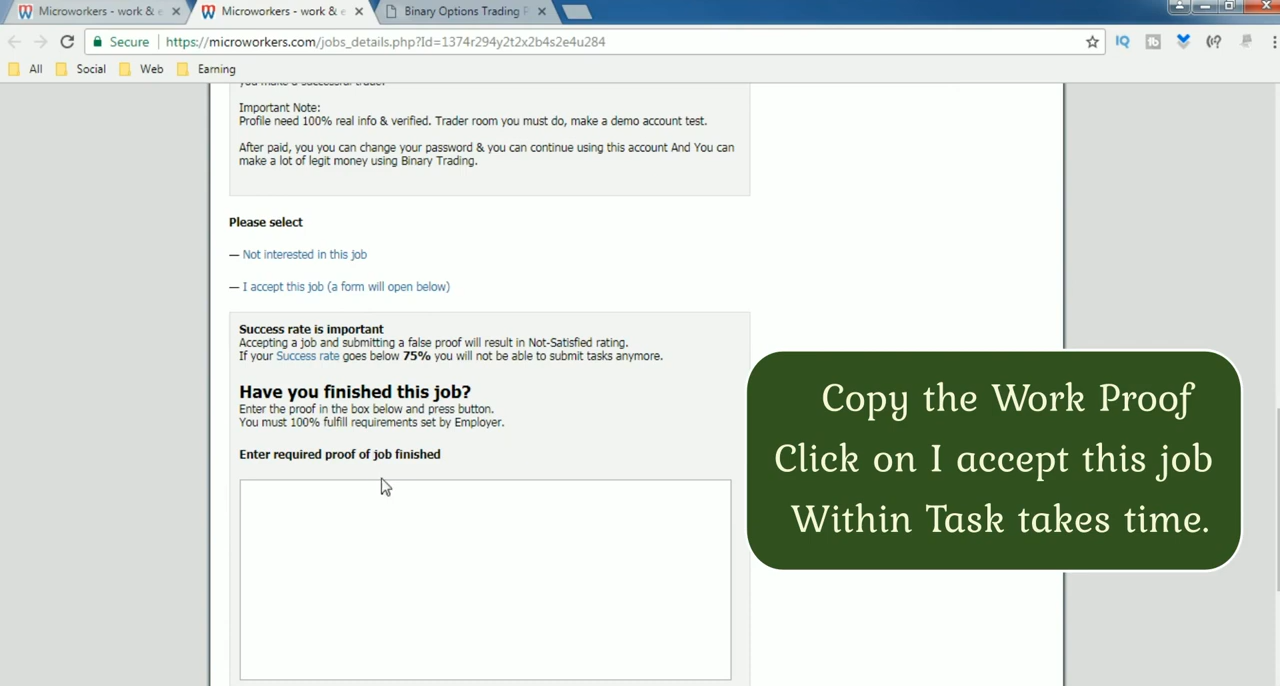 Microworkers - work & e
Microworkers - work & e
Binary Options Trading P
Secure
https://microworkers.com/jobs_details.php?Id=1374r294y2t2x2b4s2e4u284
All
Social
Web
Earning
you make a successful trader.
Important Note:
Profile need 100% real info & verified. Trader room you must do, make a demo account test.
After paid, you you can change your password & you can continue using this account And You can
make a lot of legit money using Binary Trading.
Please select
— Not interested in this job
— I accept this job (a form will open below)
Success rate is important
Accepting a job and submitting a false proof will result in Not-Satisfied rating.
If your Success rate goes below 75% you will not be able to submit tasks anymore.
Have you finished this job?
Enter the proof in the box below and press button.
You must 100% fulfill requirements set by Employer.
Enter required proof of job finished
Copy the Work Proof
Click on I accept this job
Within Task takes time.